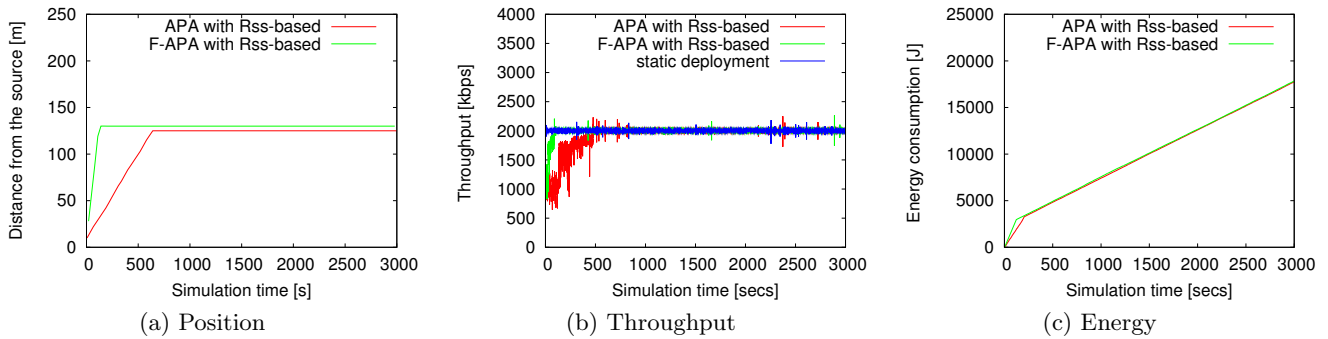 Distance from the source [m]
250
200
150
100
50
0
APA with Rss-based
F-APA with Rss-based
0 500 1000 1500 2000 2500 3000
Simulation time [s]
(a) Position
Throughput [kbps]
4000
3500
3000
2500
2000
1500
1000
500
0
APA with Rss-based
F-APA with Rss-based
static deployment
0 500 1000 1500 2000 2500 3000
Simulation time [secs]
(b) Throughput
Energy consumption [J]
25000
20000
15000
10000
5000
0
APA with Rss-based
F-APA with Rss-based
0 500 1000 1500 2000 2500 3000
Simulation time [secs]
(c) Energy